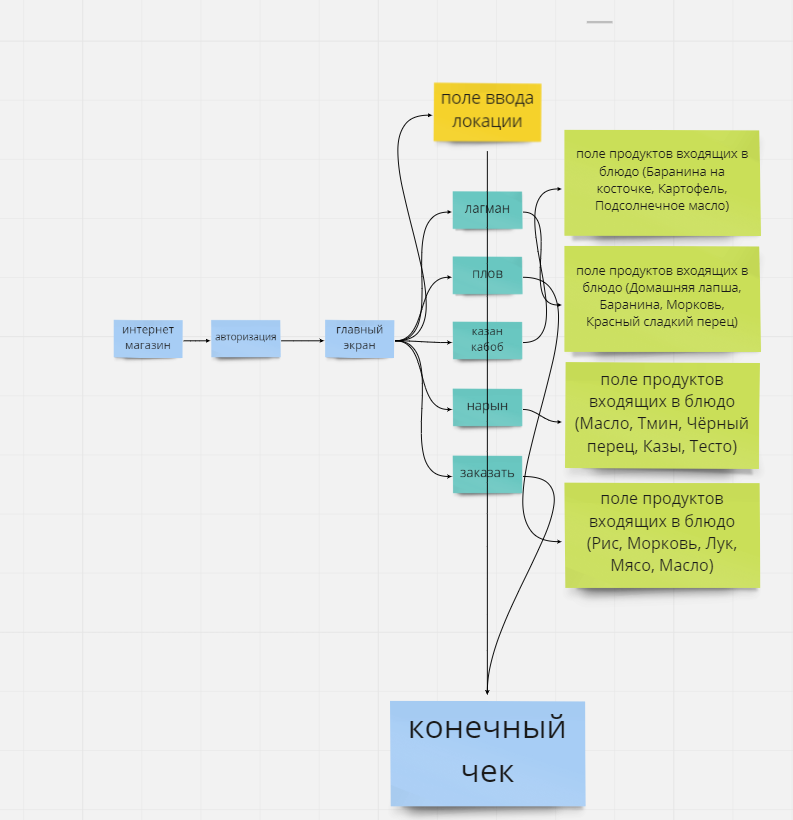 поле ввода
локации
поле продуктов входящих в
блюдо (Баранина на
косточке, Картофель,
Подсолнечное масло)
лагман
плов
поле продуктов входящих в
блюдо (Домашняя лапша,
Баранина, Морковь,
Красный сладкий перец)
интернет
магазин
авторизация
главный
экран
казан
кабоб
нарын
поле продуктов
входящих в блюдо
(Масло, Тмин, Чёрный
перец, Казы, Тесто)
заказать
поле продуктов
входящих в блюдо
(Рис, Морковь, Лук,
Мясо, Масло)
конечный
чек